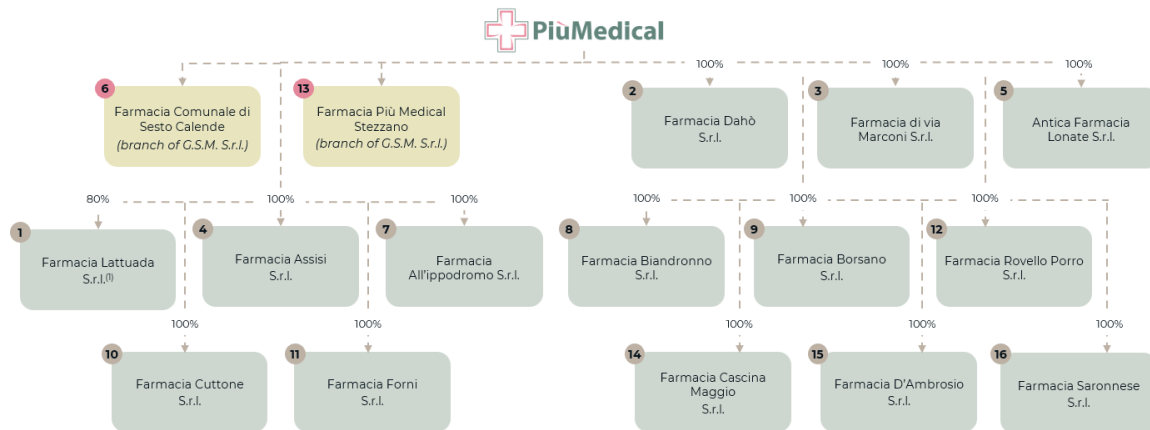 PiùMedical
100%
100%
100%
6
Farmacia Comunale di
Sesto Calende
(branch of G.S.M. S.r.l.)
13
Farmacia Più Medical
Stezzano
(branch of G.S.M. S.r.l.)
2
Farmacia Dahò
S.r.l.
3
Farmacia di via
Marconi S.r.l.
5
Antica Farmacia
Lonate S.r.l.
80%
100%
100%
100%
100%
100%
1
Farmacia Lattuada
S.r.l.(1)
4
Farmacia Assisi
S.r.l.
7
Farmacia
All'ippodromo S.r.l.
8
Farmacia Biandronno
S.r.l.
9
Farmacia Borsano
S.r.l.
12
Farmacia Rovello Porro
S.r.l.
100%
100%
100%
100%
100%
10
Farmacia Cuttone
S.r.l.
11
Farmacia Forni
S.r.l.
14
Farmacia Cascina
Maggio
S.r.l.
15
Farmacia D'Ambrosio
S.r.l.
16
Farmacia Saronnese
S.r.l.